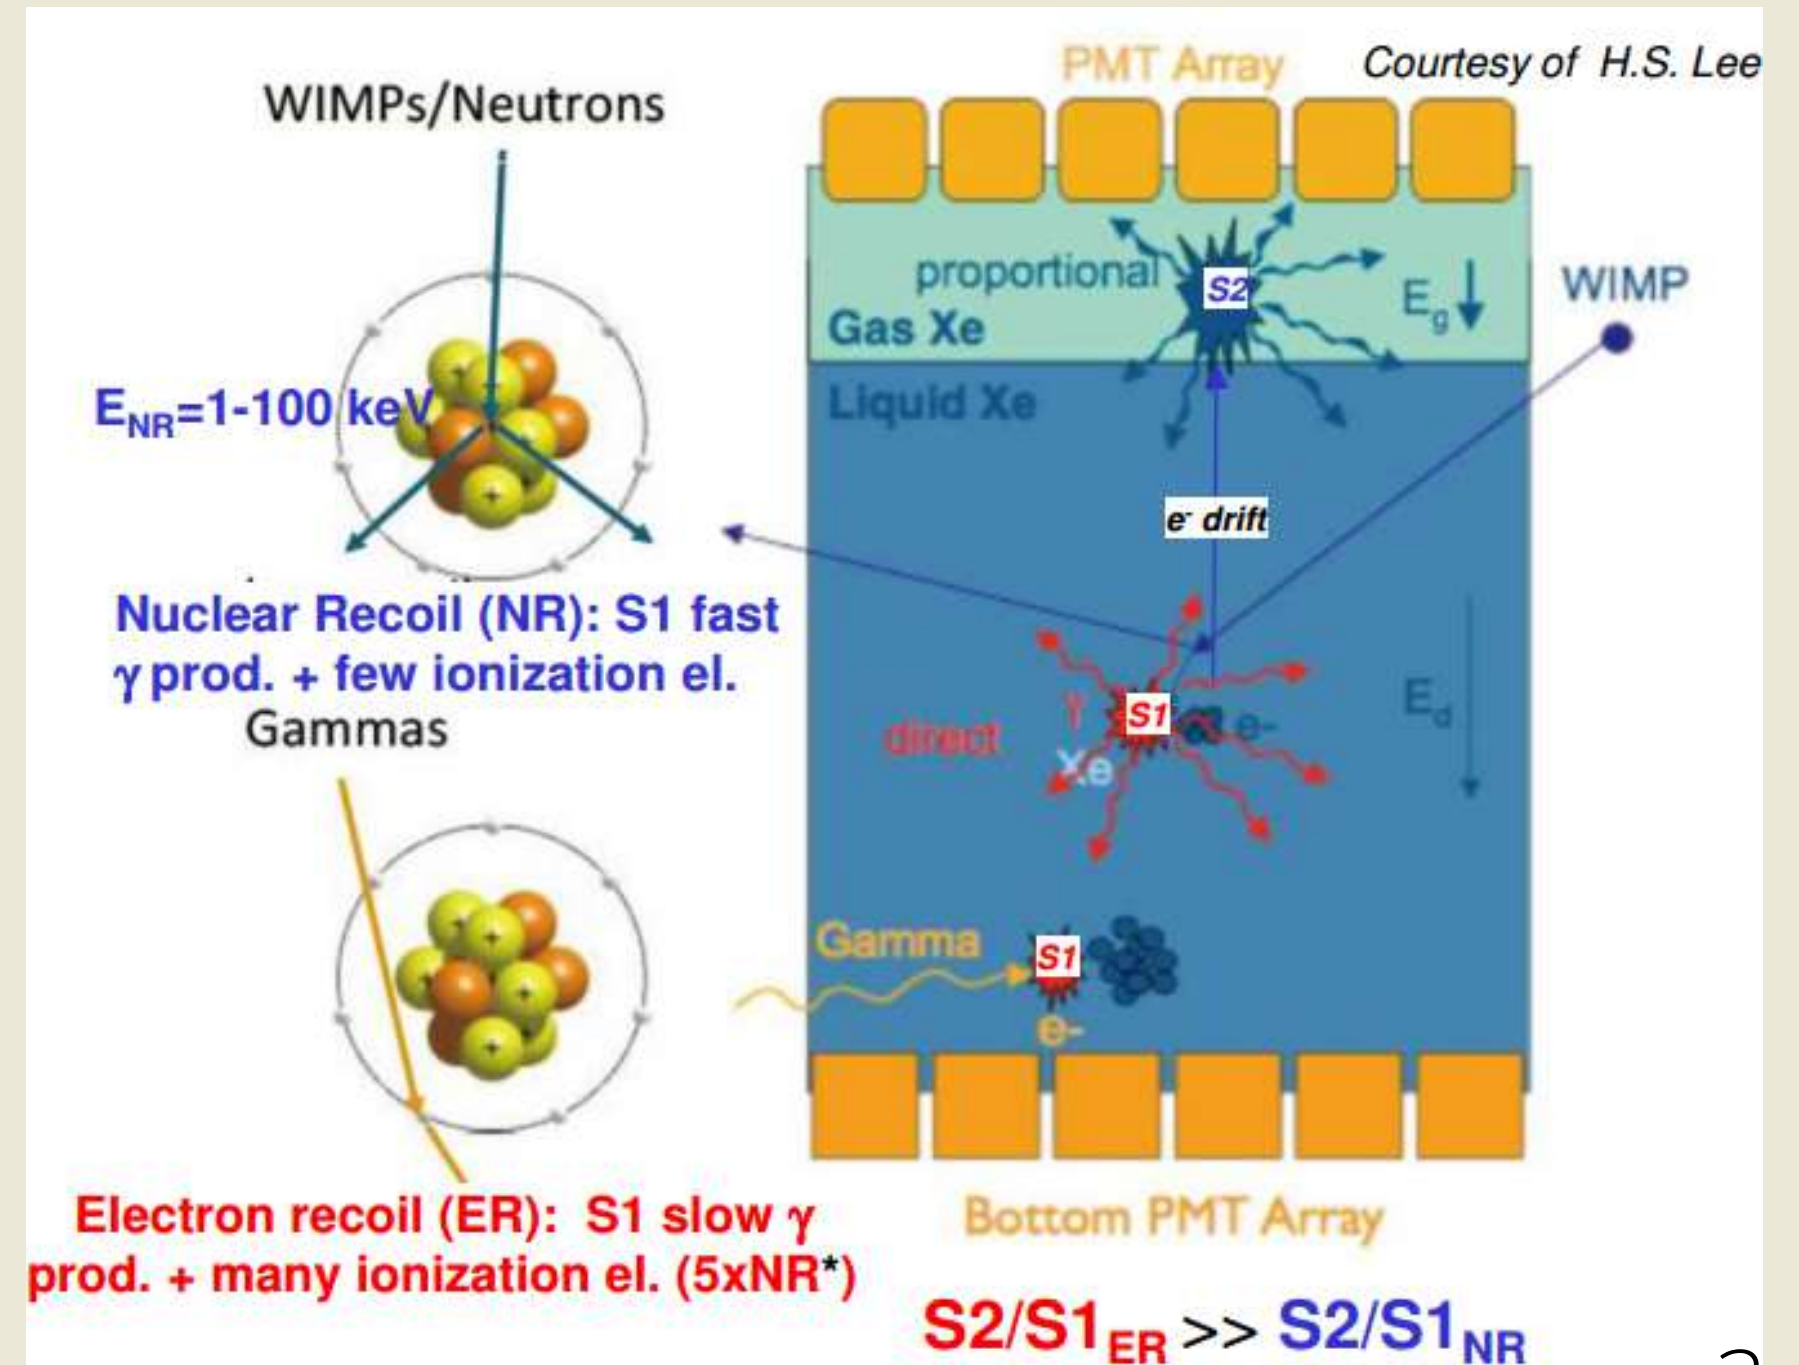 PMT Array
Courtesy of H.S. Lee
WIMPs/Neutrons
E_NR=1-100 keV
Nuclear Recoil (NR): S1 fast
γ prod. + few ionization el.
Gammas
Electron recoil (ER): S1 slow γ
prod. + many ionization el. (5xNR*)
proportional
S2
E_g
WIMP
Gas Xe
Liquid Xe
e⁻ drift
direct
γ
S1
e-
Xe
E_d
Gamma
S1
e-
Bottom PMT Array
S2/S1_ER >> S2/S1_NR